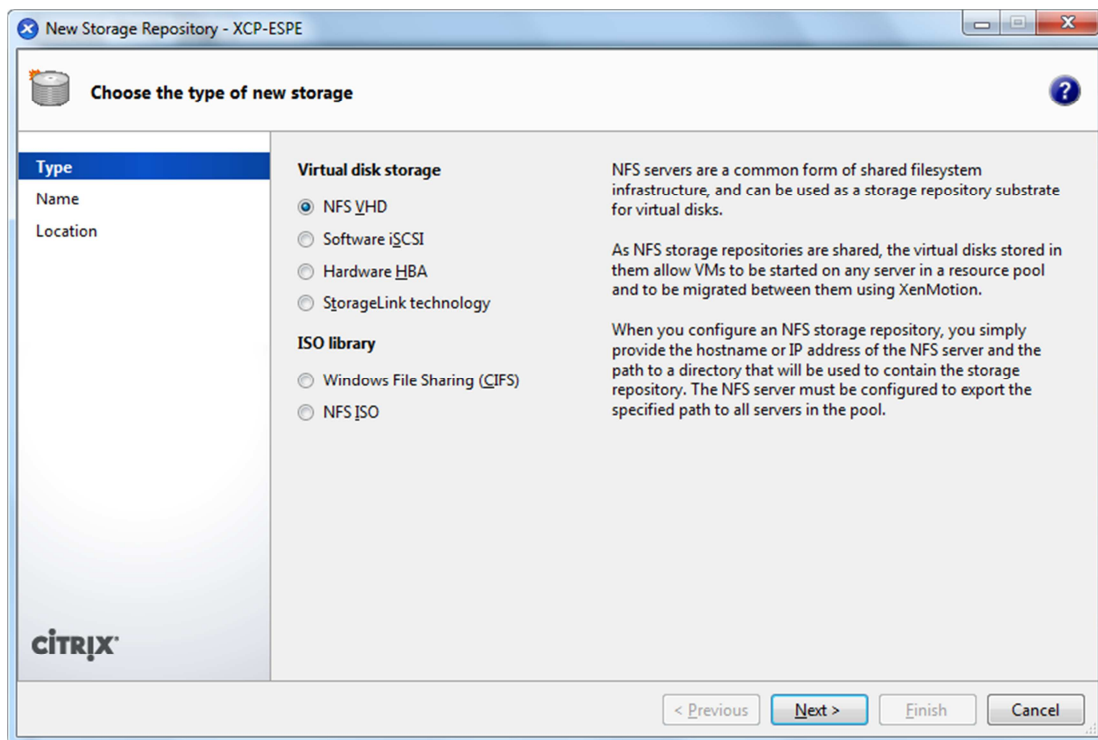 New Storage Repository - XCP-ESPE
Choose the type of new storage
?
Type
Name
Location
Virtual disk storage
NFS VHD
Software iSCSI
Hardware HBA
StorageLink technology
ISO library
Windows File Sharing (CIFS)
NFS ISO
NFS servers are a common form of shared filesystem
infrastructure, and can be used as a storage repository substrate
for virtual disks.
As NFS storage repositories are shared, the virtual disks stored in
them allow VMs to be started on any server in a resource pool
and to be migrated between them using XenMotion.
When you configure an NFS storage repository, you simply
provide the hostname or IP address of the NFS server and the
path to a directory that will be used to contain the storage
repository. The NFS server must be configured to export the
specified path to all servers in the pool.
CİTRIX
< Previous
Next >
Finish
Cancel